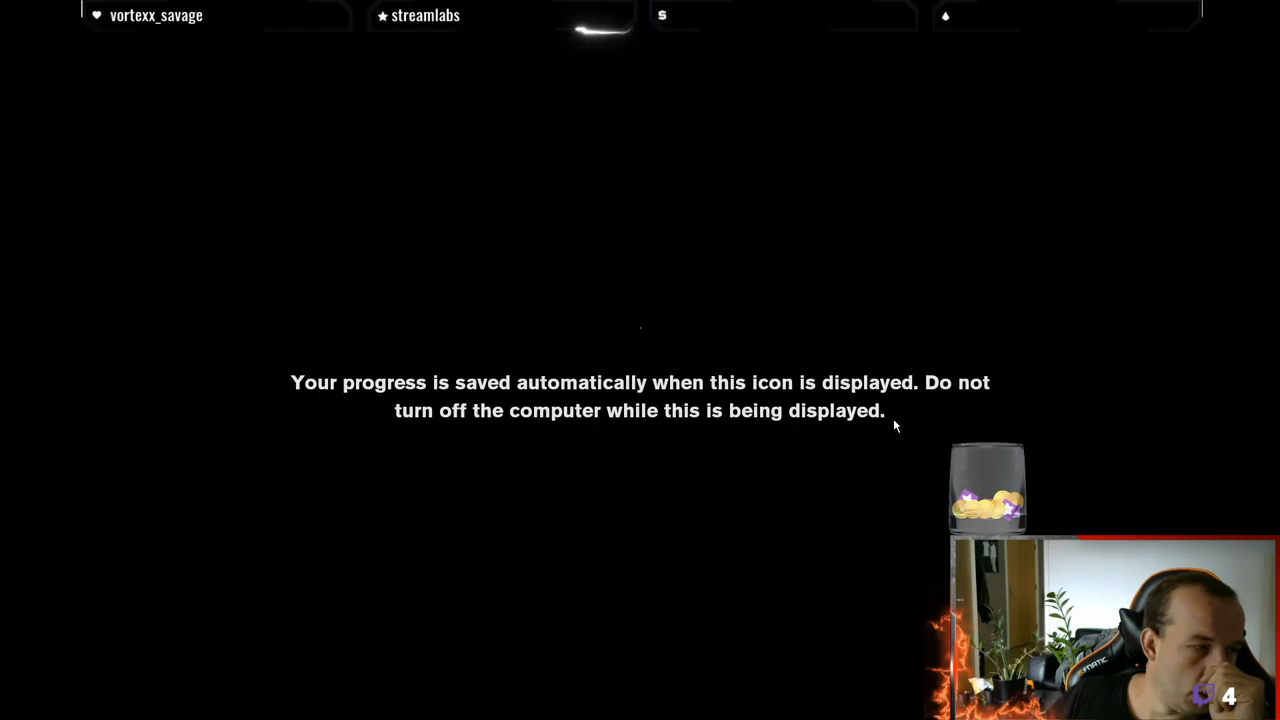 vortexx_savage
streamlabs
$
Your progress is saved automatically when this icon is displayed. Do not
turn off the computer while this is being displayed.
MATIC
4